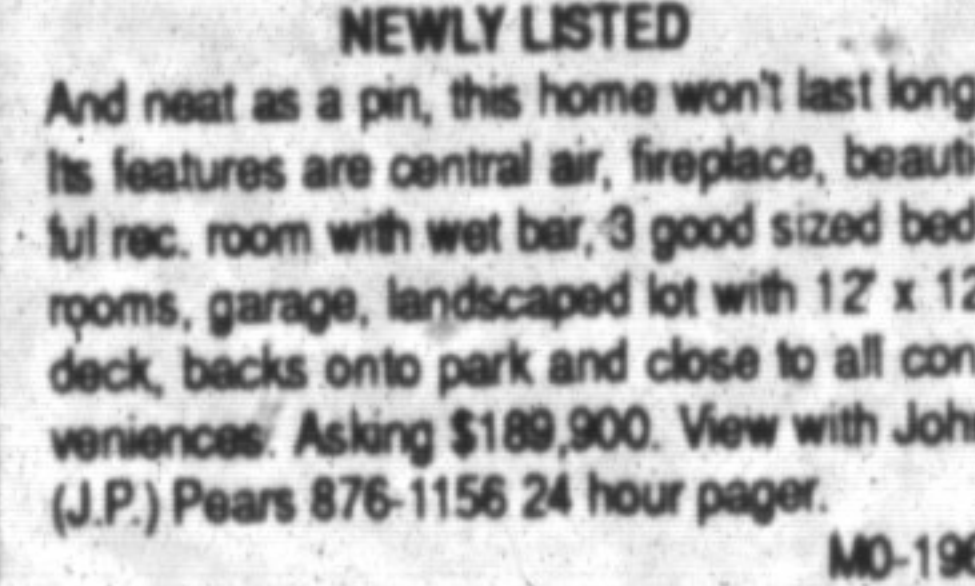 NEWLY LISTED
And neat as a pin, this home won't last long
Its features are central air, fireplace, beauti
ful rec. room with wet bar, 3 good sized bed
rooms, garage, landscaped lot with 12' x 12
deck, backs onto park and close to all con
veniences. Asking $189,900. View with Joh
(J.P.) Pears 876-1156 24 hour pager.
MO-19